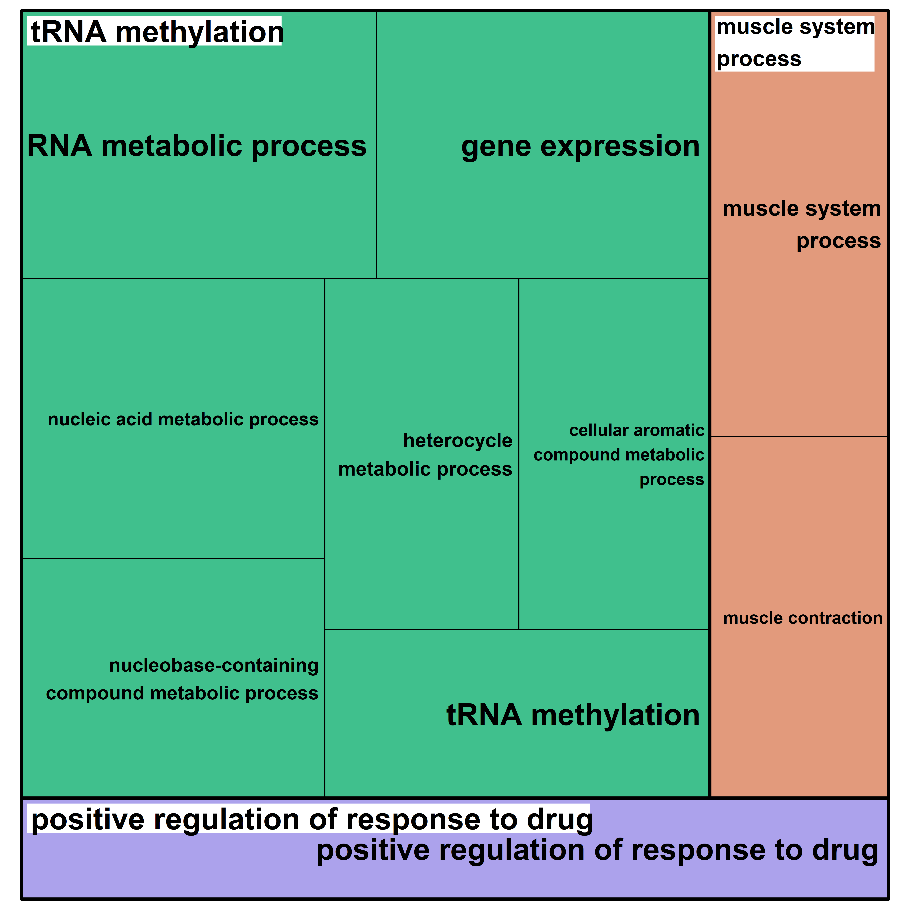 tRNA methylation
RNA metabolic process
gene expression
muscle system
process
muscle system
process
nucleic acid metabolic process
heterocycle
metabolic process
cellular aromatic
compound metabolic
process
muscle contraction
nucleobase-containing
compound metabolic process
tRNA methylation
positive regulation of response to drug
positive regulation of response to drug